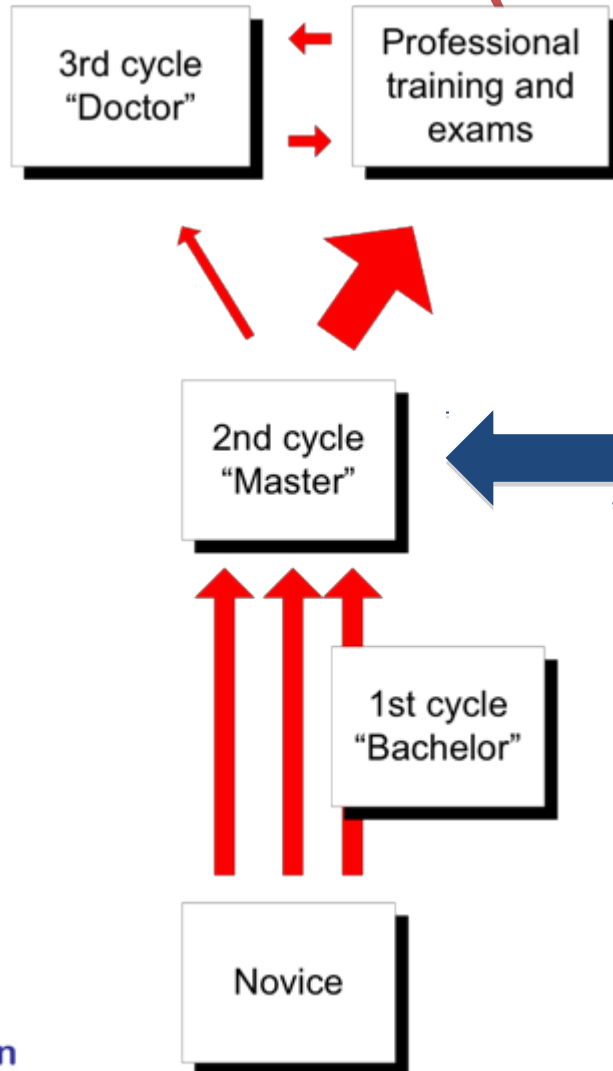 3rd cycle
“Doctor”
Professional
training and
exams
2nd cycle
“Master”
1st cycle
“Bachelor”
Novice